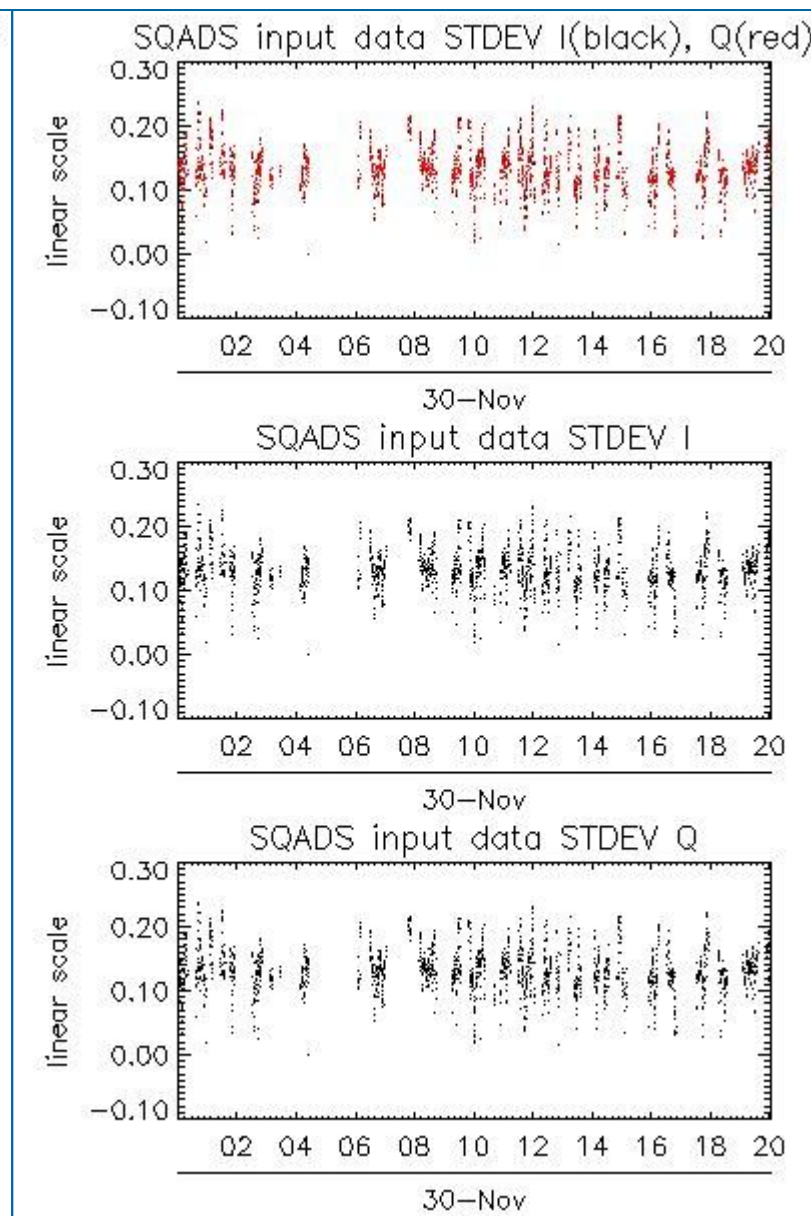 SQADS input data STDEV I(black), Q(red)
0.30
0.20
0.10
0.00
-0.10
linear scale
02 04 06 08 10 12 14 16 18 20
30-Nov
SQADS input data STDEV I
0.30
0.20
0.10
0.00
-0.10
linear scale
02 04 06 08 10 12 14 16 18 20
30-Nov
SQADS input data STDEV Q
0.30
0.20
0.10
0.00
-0.10
linear scale
02 04 06 08 10 12 14 16 18 20
30-Nov